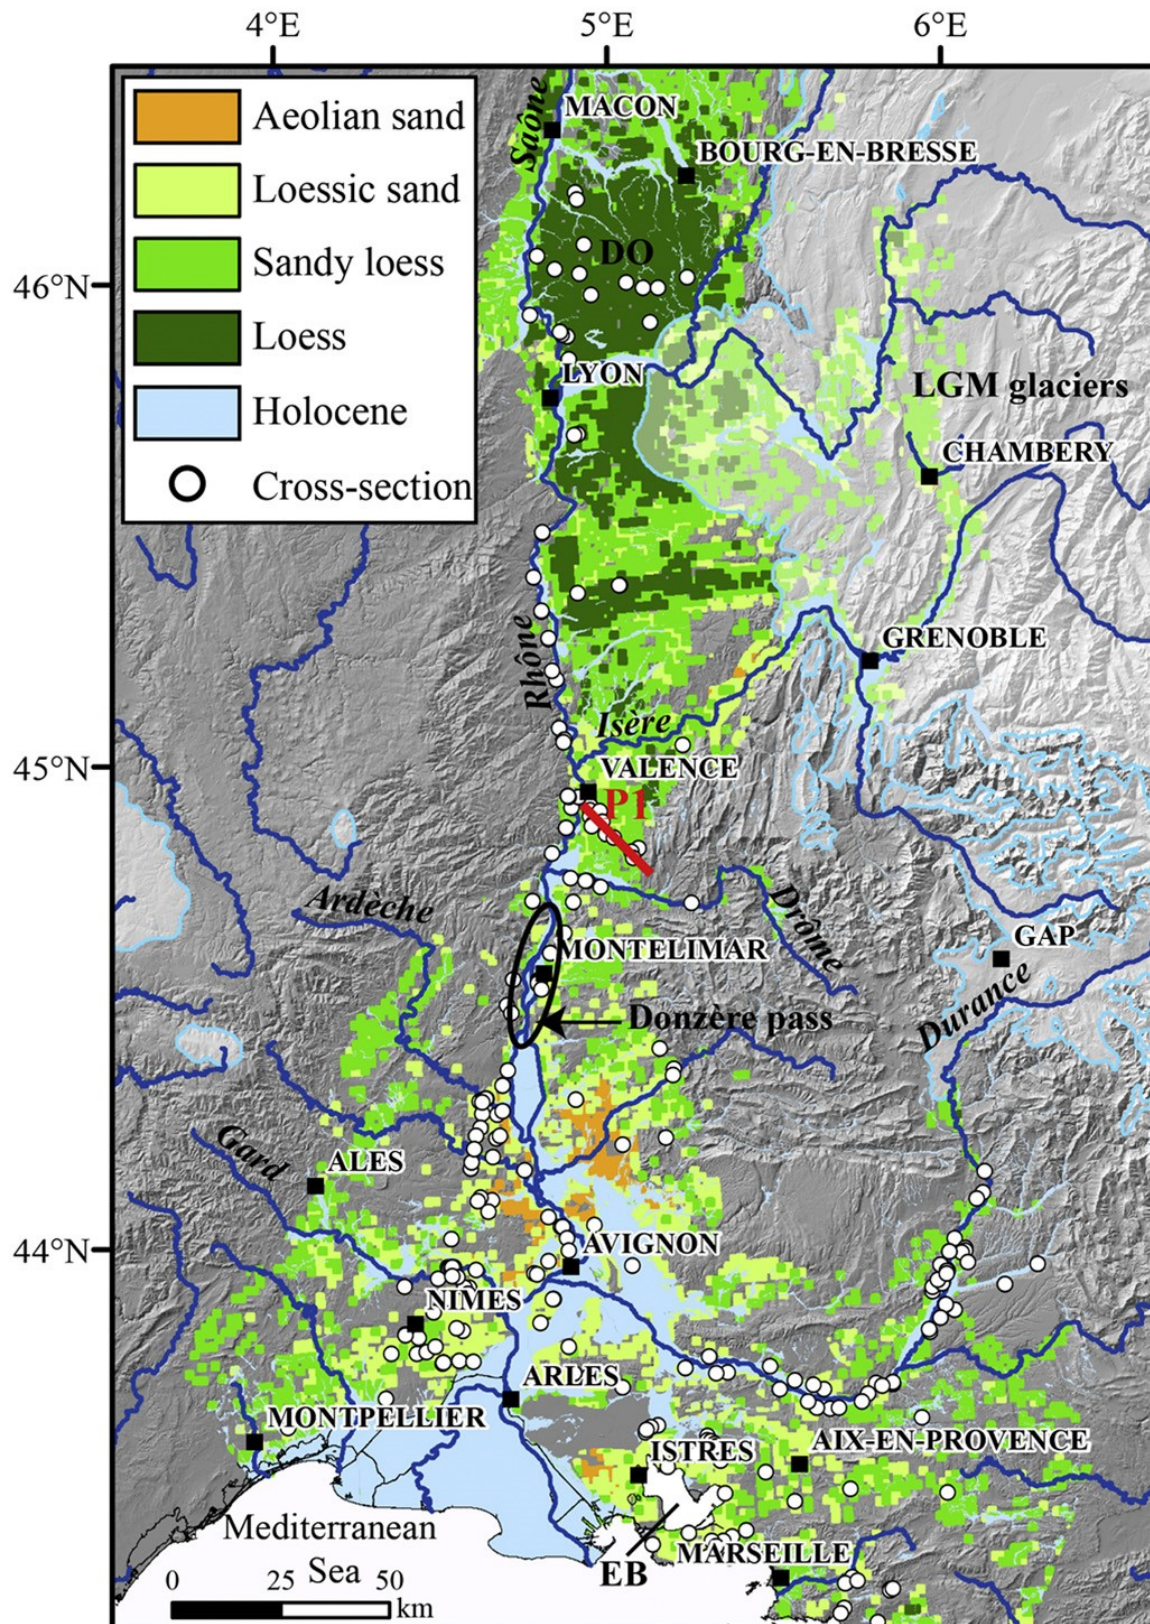 4°E
5°E
6°E
Aeolian sand
Loessic sand
Sandy loess
Loess
Holocene
Cross-section
Saône
MACON
BOURG-EN-BRESSE
DO
46°N
LYON
LGM glaciers
CHAMBERY
Rhône
GRENOBLE
Isère
45°N
VALENCE
P1
Ardèche
Drôme
MONTELIMAR
GAP
Durance
Donzère pass
Gard
ALES
44°N
AVIGNON
NIMES
ARLES
MONTPELLIER
ISTRES
AIX-EN-PROVENCE
Mediterranean
Sea
MARSEILLE
EB
0 25 50
km